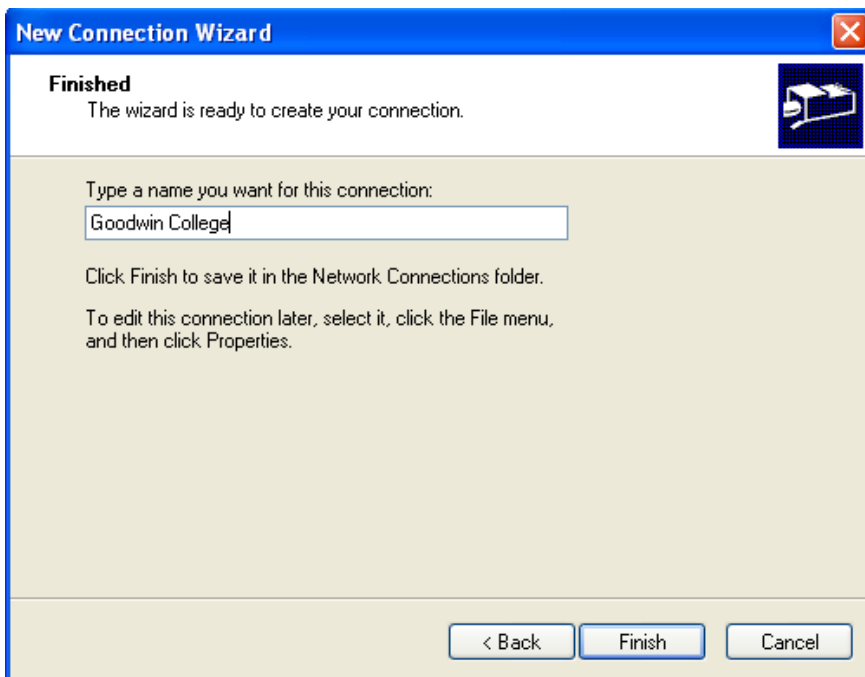 New Connection Wizard
Finished
The wizard is ready to create your connection.
Type a name you want for this connection:
Goodwin College
Click Finish to save it in the Network Connections folder.
To edit this connection later, select it, click the File menu,
and then click Properties.
< Back Finish Cancel